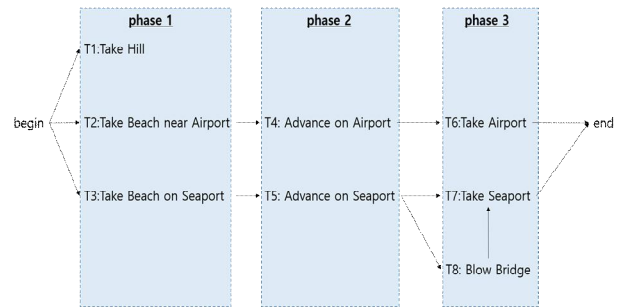 phase 1
phase 2
phase 3
T1:Take Hill
begin
T2:Take Beach near Airport
T4: Advance on Airport
T6:Take Airport
end
T3:Take Beach on Seaport
T5: Advance on Seaport
T7:Take Seaport
T8: Blow Bridge